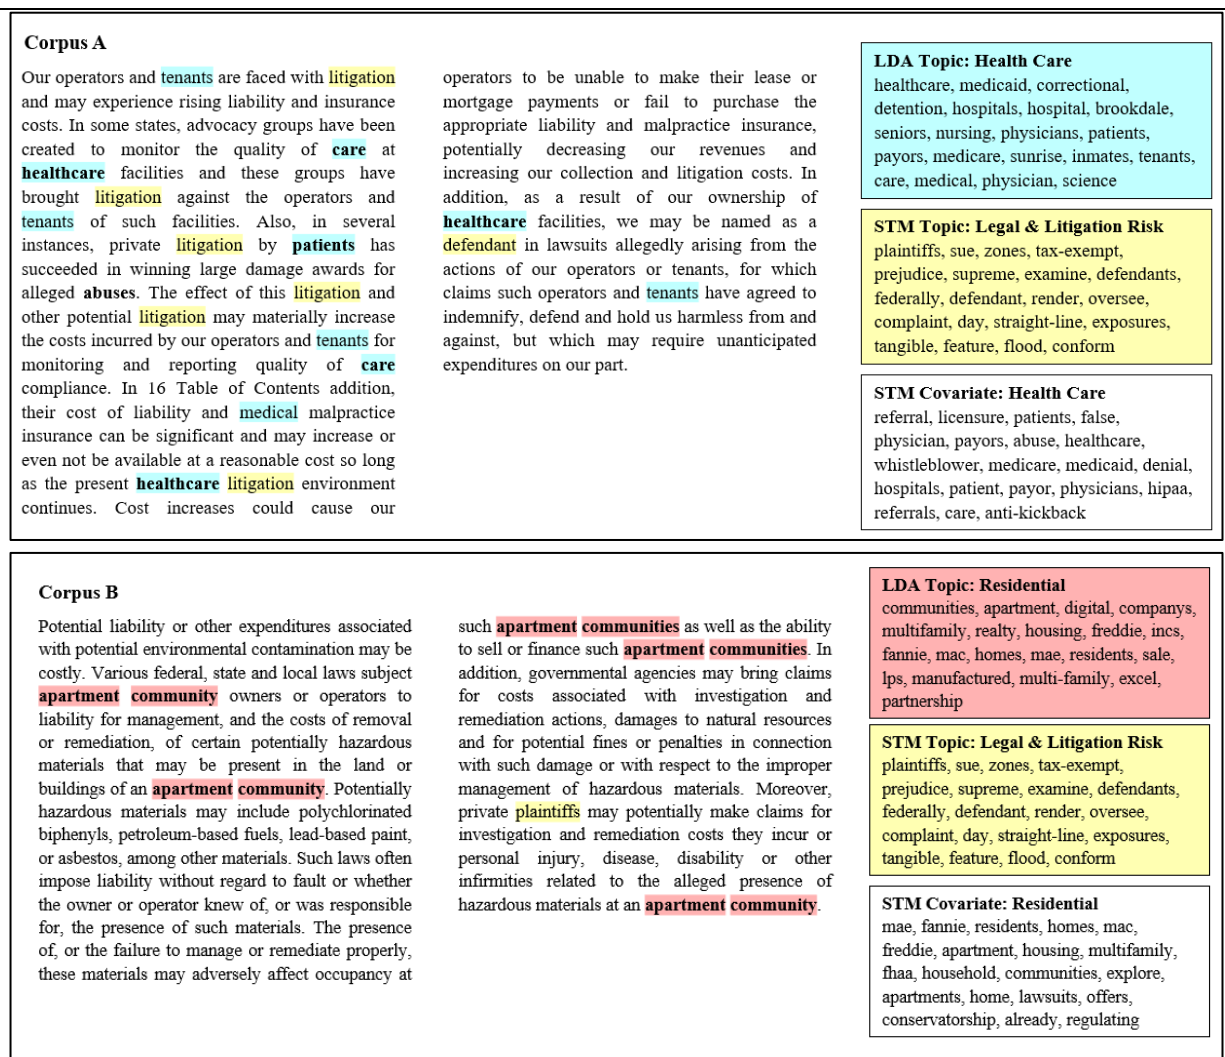 Corpus A
Our operators and tenants are faced with litigation
and may experience rising liability and insurance
costs. In some states, advocacy groups have been
created to monitor the quality of care at
healthcare facilities and these groups have
brought litigation against the operators and
tenants of such facilities. Also, in several
instances, private litigation by patients has
succeeded in winning large damage awards for
alleged abuses. The effect of this litigation and
other potential litigation may materially increase
the costs incurred by our operators and tenants for
monitoring and reporting quality of care
compliance. In 16 Table of Contents addition,
their cost of liability and medical malpractice
insurance can be significant and may increase or
even not be available at a reasonable cost so long
as the present healthcare litigation environment
continues. Cost increases could cause our
operators to be unable to make their lease or
mortgage payments or fail to purchase the
appropriate liability and malpractice insurance,
potentially decreasing our revenues and
increasing our collection and litigation costs. In
addition, as a result of our ownership of
healthcare facilities, we may be named as a
defendant in lawsuits allegedly arising from the
actions of our operators or tenants, for which
claims such operators and tenants have agreed to
indemnify, defend and hold us harmless from and
against, but which may require unanticipated
expenditures on our part.
LDA Topic: Health Care
healthcare, medicaid, correctional,
detention, hospitals, hospital, brookdale,
seniors, nursing, physicians, patients,
payors, medicare, sunrise, inmates, tenants,
care, medical, physician, science
STM Topic: Legal & Litigation Risk
plaintiffs, sue, zones, tax-exempt,
prejudice, supreme, examine, defendants,
federally, defendant, render, oversee,
complaint, day, straight-line, exposures,
tangible, feature, flood, conform
STM Covariate: Health Care
referral, licensure, patients, false,
physician, payors, abuse, healthcare,
whistleblower, medicare, medicaid, denial,
hospitals, patient, payor, physicians, hipaa,
referrals, care, anti-kickback
Corpus B
Potential liability or other expenditures associated
with potential environmental contamination may be
costly. Various federal, state and local laws subject
apartment community owners or operators to
liability for management, and the costs of removal
or remediation, of certain potentially hazardous
materials that may be present in the land or
buildings of an apartment community. Potentially
hazardous materials may include polychlorinated
biphenyls, petroleum-based fuels, lead-based paint,
or asbestos, among other materials. Such laws often
impose liability without regard to fault or whether
the owner or operator knew of, or was responsible
for, the presence of such materials. The presence
of, or the failure to manage or remediate properly,
these materials may adversely affect occupancy at
such apartment communities as well as the ability
to sell or finance such apartment communities. In
addition, governmental agencies may bring claims
for costs associated with investigation and
remediation actions, damages to natural resources
and for potential fines or penalties in connection
with such damage or with respect to the improper
management of hazardous materials. Moreover,
private plaintiffs may potentially make claims for
investigation and remediation costs they incur or
personal injury, disease, disability or other
infirmities related to the alleged presence of
hazardous materials at an apartment community.
LDA Topic: Residential
communities, apartment, digital, companys,
multifamily, realty, housing, freddie, incs,
fannie, mac, homes, mae, residents, sale,
lps, manufactured, multi-family, excel,
partnership
STM Topic: Legal & Litigation Risk
plaintiffs, sue, zones, tax-exempt,
prejudice, supreme, examine, defendants,
federally, defendant, render, oversee,
complaint, day, straight-line, exposures,
tangible, feature, flood, conform
STM Covariate: Residential
mae, fannie, residents, homes, mac,
freddie, apartment, housing, multifamily,
fhaa, household, communities, explore,
apartments, home, lawsuits, offers,
conservatorship, already, regulating